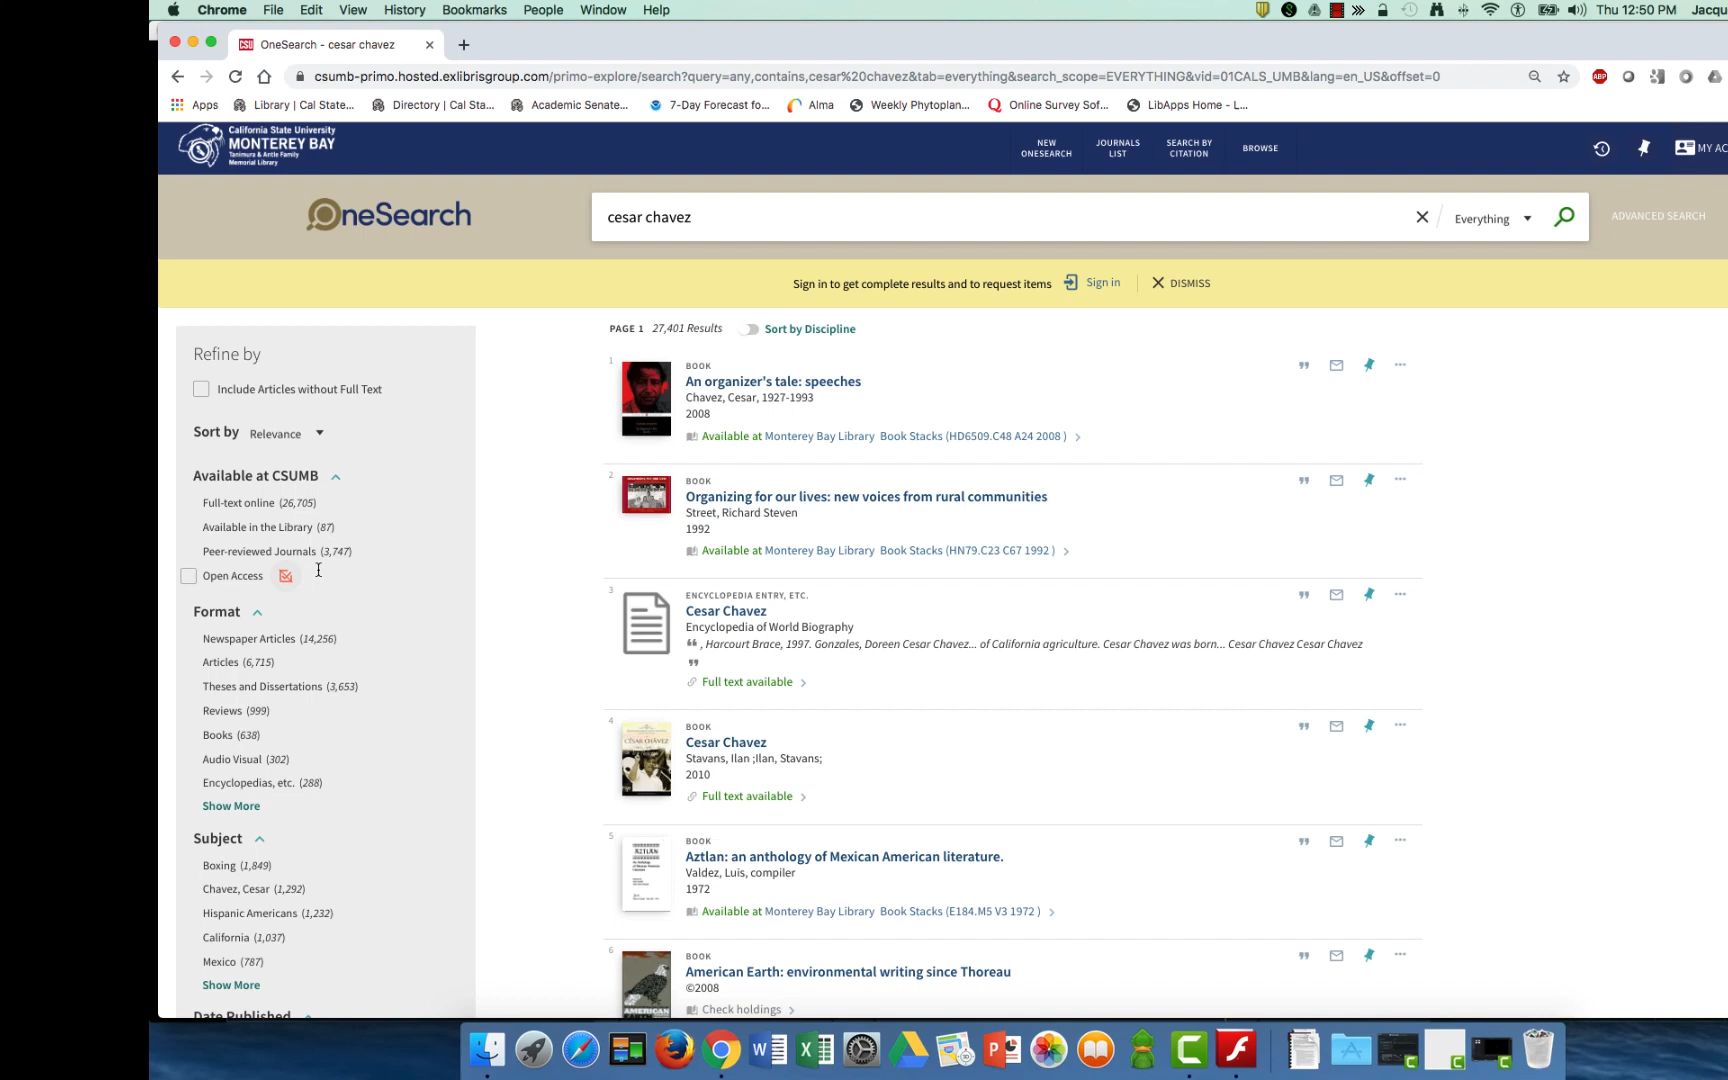 Chrome File Edit View History Bookmarks People Window Help Thu 12:50 PM Jacqu
CSU OneSearch - cesar chavez
csumb-primo.hosted.exlibrisgroup.com/primo-explore/search?query=any,contains,cesar%20chavez&tab=everything&search_scope=EVERYTHING&vid=01CALS_UMB&lang=en_US&offset=0
ABP
Apps Library | Cal State... Directory | Cal Sta... Academic Senate... 7-Day Forecast fo... Alma Weekly Phytoplan... Online Survey Sof... LibApps Home - L...
California State University
MONTEREY BAY
Tanimura & Antle Family
Memorial Library
NEW
ONESEARCH
JOURNALS
LIST
SEARCH BY
CITATION
BROWSE
MY AC
OneSearch
cesar chavez
Everything
ADVANCED SEARCH
Sign in to get complete results and to request items Sign in DISMISS
Refine by
Include Articles without Full Text
Sort by Relevance
Available at CSUMB
Full-text online (26,705)
Available in the Library (87)
Peer-reviewed Journals (3,747)
Open Access
Format
Newspaper Articles (14,256)
Articles (6,715)
Theses and Dissertations (3,653)
Reviews (999)
Books (638)
Audio Visual (302)
Encyclopedias, etc. (288)
Show More
Subject
Boxing (1,849)
Chavez, Cesar (1,292)
Hispanic Americans (1,232)
California (1,037)
Mexico (787)
Show More
Date Published
PAGE 1 27,401 Results Sort by Discipline
1
BOOK
An organizer's tale: speeches
Chavez, Cesar, 1927-1993
2008
Available at Monterey Bay Library Book Stacks (HD6509.C48 A24 2008 )
2
BOOK
Organizing for our lives: new voices from rural communities
Street, Richard Steven
1992
Available at Monterey Bay Library Book Stacks (HN79.C23 C67 1992 )
3
ENCYCLOPEDIA ENTRY, ETC.
Cesar Chavez
Encyclopedia of World Biography
“ , Harcourt Brace, 1997. Gonzales, Doreen Cesar Chavez... of California agriculture. Cesar Chavez was born... Cesar Chavez Cesar Chavez
”
Full text available
4
BOOK
Cesar Chavez
Stavans, Ilan ;Ilan, Stavans;
2010
Full text available
5
BOOK
Aztlan: an anthology of Mexican American literature.
Valdez, Luis, compiler
1972
Available at Monterey Bay Library Book Stacks (E184.M5 V3 1972 )
6
BOOK
American Earth: environmental writing since Thoreau
©2008
Check holdings
AZTLAN
AMERICAN